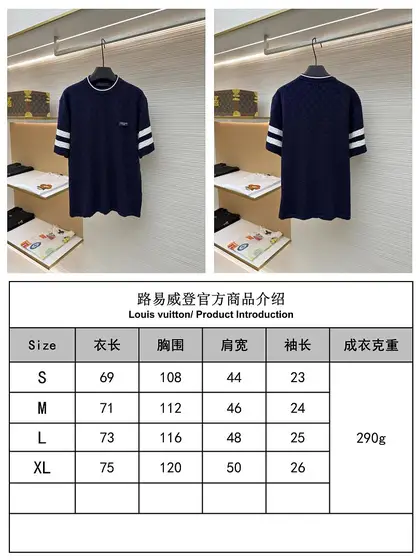 路易威登官方商品介绍
Louis vuitton/ Product Introduction
Size 衣长 胸围 肩宽 袖长 成衣克重
S 69 108 44 23
M 71 112 46 24
L 73 116 48 25
290g
XL 75 120 50 26